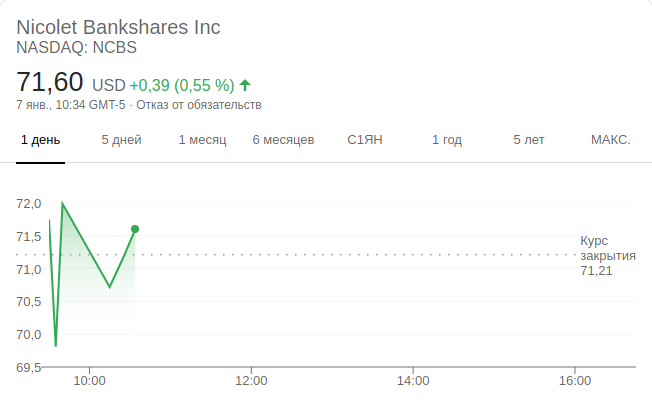 Nicolet Bankshares Inc
NASDAQ: NCBS
71,60 USD +0,39 (0,55 %)
7 янв., 10:34 GMT-5 · Отказ от обязательств
1 день 5 дней 1 месяц 6 месяцев С1ЯН 1 год 5 лет МАКС.
72,0
71,5
71,0
70,5
70,0
69,5
Курс
закрытия
71,21
10:00 12:00 14:00 16:00